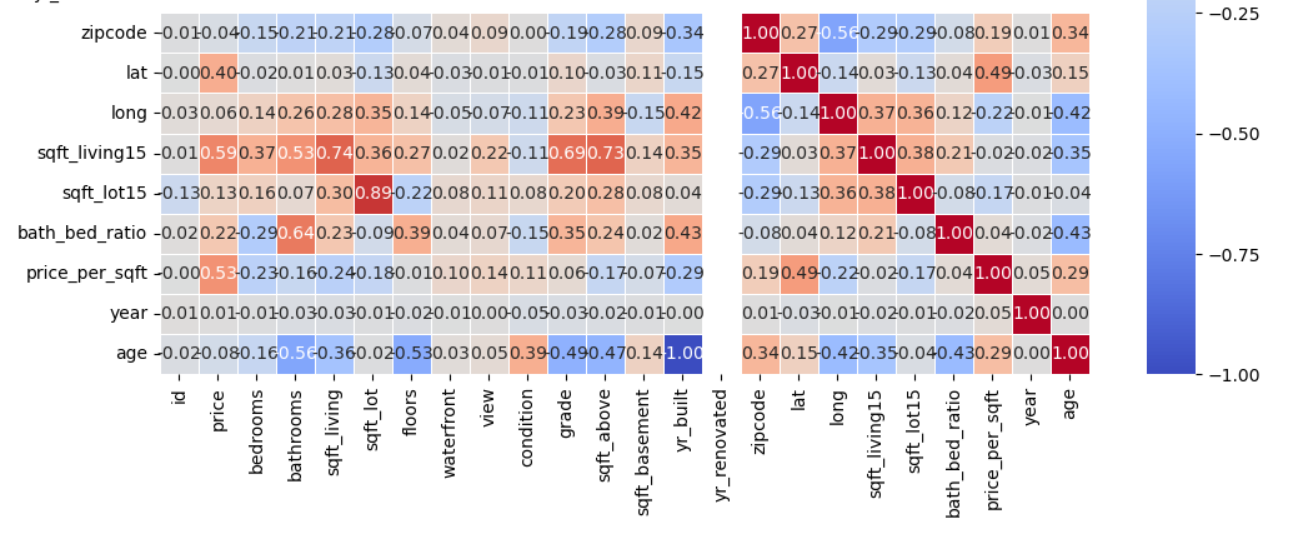 zipcode -0.01-0.04-0.15-0.21-0.21-0.28-0.07 0.04 0.09 0.00-0.19-0.28 0.09-0.34 1.00 0.27-0.56-0.29-0.29-0.08 0.19 0.01 0.34
lat -0.00 0.40-0.02 0.01 0.03-0.13 0.04-0.03-0.01-0.01 0.10-0.03-0.11-0.15 0.27 1.00-0.14 0.03-0.13 0.04 0.49-0.03 0.15
long -0.03 0.06 0.14 0.26 0.28 0.35 0.14-0.05-0.07-0.11 0.23 0.39-0.15 0.42 -0.56-0.14 1.00 0.37 0.36 0.12-0.22-0.01-0.42
sqft_living15 -0.01 0.59 0.37 0.53 0.74 0.36 0.27 0.02 0.22-0.11 0.69 0.73 0.14 0.35 -0.29 0.03 0.37 1.00 0.38 0.21-0.02-0.02-0.35
sqft_lot15 -0.13 0.13 0.16 0.07 0.30 0.89-0.22 0.08 0.11 0.08 0.20 0.28 0.08 0.04 -0.29-0.13 0.36 0.38 1.00-0.08-0.17-0.01-0.04
bath_bed_ratio -0.02 0.22-0.29 0.64 0.23-0.09 0.39 0.04 0.07-0.15 0.35 0.24 0.02 0.43 -0.08 0.04 0.12 0.21-0.08 1.00 0.04-0.02-0.43
price_per_sqft -0.00 0.53-0.23-0.16-0.24-0.18-0.01 0.10 0.14 0.11 0.06-0.17-0.07-0.29 0.19 0.49-0.22-0.02-0.17 0.04 1.00 0.05 0.29
year -0.01 0.01-0.01-0.03-0.03-0.01-0.02-0.01 0.00-0.05-0.03-0.02-0.01-0.00 0.01-0.03-0.01-0.02-0.01-0.02 0.05 1.00 0.00
age -0.02-0.08-0.16-0.56-0.36-0.02-0.53 0.03 0.05 0.39-0.49-0.47 0.14-1.00 0.34 0.15-0.42-0.35-0.04-0.43 0.29 0.00 1.00
id
price
bedrooms
bathrooms
sqft_living
sqft_lot
floors
waterfront
view
condition
grade
sqft_above
sqft_basement
yr_built
yr_renovated
zipcode
lat
long
sqft_living15
sqft_lot15
bath_bed_ratio
price_per_sqft
year
age
−0.25
−0.50
−0.75
−1.00